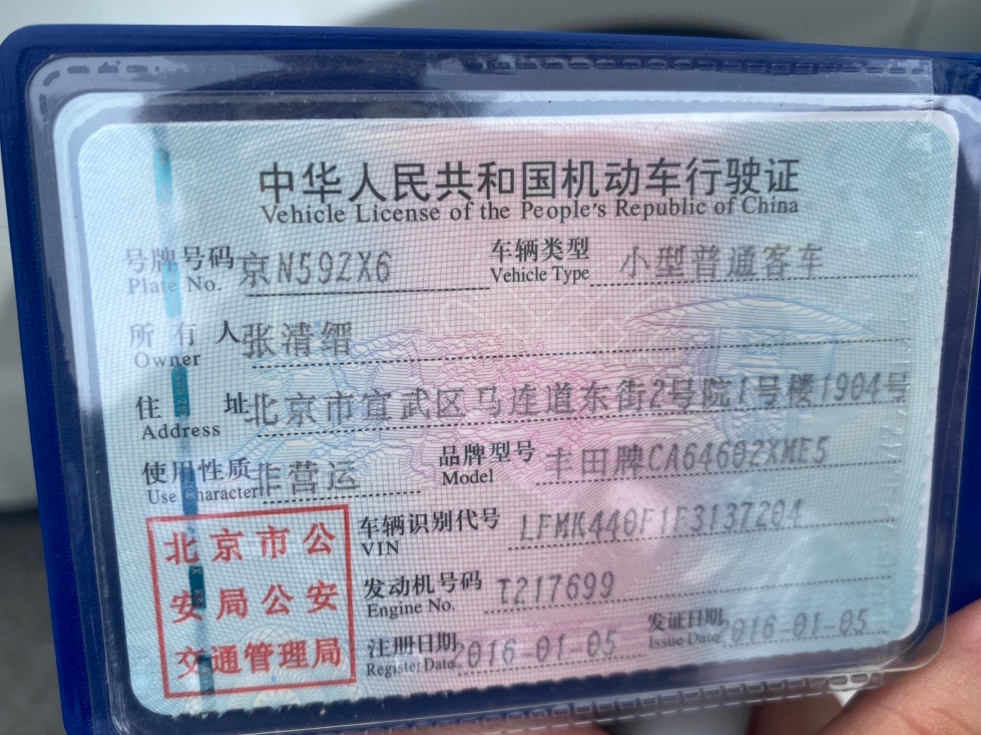 中华人民共和国机动车行驶证
Vehicle License of the People's Republic of China
号牌号码 京N59ZX6 车辆类型 小型普通客车
Plate No. Vehicle Type
所有人 张清缙
Owner
住址 北京市宣武区马连道东街2号院1号楼1904号
Address
使用性质 非营运 品牌型号 丰田牌CA64602XME5
Use Character Model
北京市公安局公安交通管理局
车辆识别代号 LFMK440F1F3137204
VIN
发动机号码 T217699
Engine No.
注册日期 2016-01-05 发证日期 2016-01-05
Register Date Issue Date